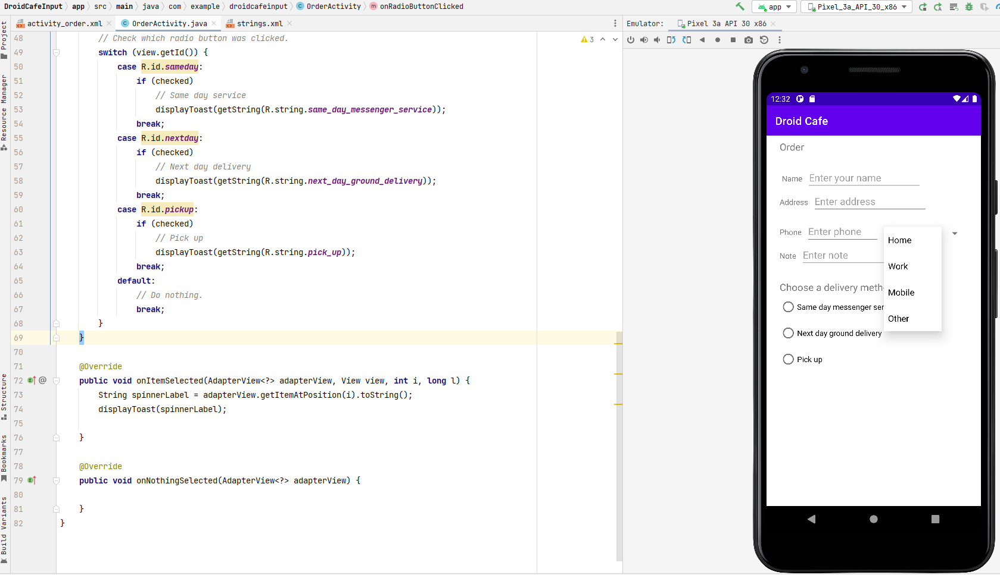 DroidCafeInput app src main java com example droidcafeinput OrderActivity onRadioButtonClicked
app Pixel_3a_API_30_x86
activity_order.xml OrderActivity.java strings.xml
Emulator: Pixel 3a API 30 x86
Project
Resource Manager
Structure
Bookmarks
Build Variants
3
48 // Check which radio button was clicked.
49 switch (view.getId()) {
50 case R.id.sameday:
51 if (checked)
52 // Same day service
53 displayToast(getString(R.string.same_day_messenger_service));
54 break;
55 case R.id.nextday:
56 if (checked)
57 // Next day delivery
58 displayToast(getString(R.string.next_day_ground_delivery));
59 break;
60 case R.id.pickup:
61 if (checked)
62 // Pick up
63 displayToast(getString(R.string.pick_up));
64 break;
65 default:
66 // Do nothing.
67 break;
68 }
69 }
70
71 @Override
72 @ public void onItemSelected(AdapterView<?> adapterView, View view, int i, long l) {
73 String spinnerLabel = adapterView.getItemAtPosition(i).toString();
74 displayToast(spinnerLabel);
75
76 }
77
78 @Override
79 public void onNothingSelected(AdapterView<?> adapterView) {
80
81 }
82 }
12:32
Droid Cafe
Order
Name Enter your name
Address Enter address
Phone Enter phone
Note Enter note
Home
Work
Mobile
Other
Choose a delivery meth
Same day messenger ser
Next day ground delivery
Pick up